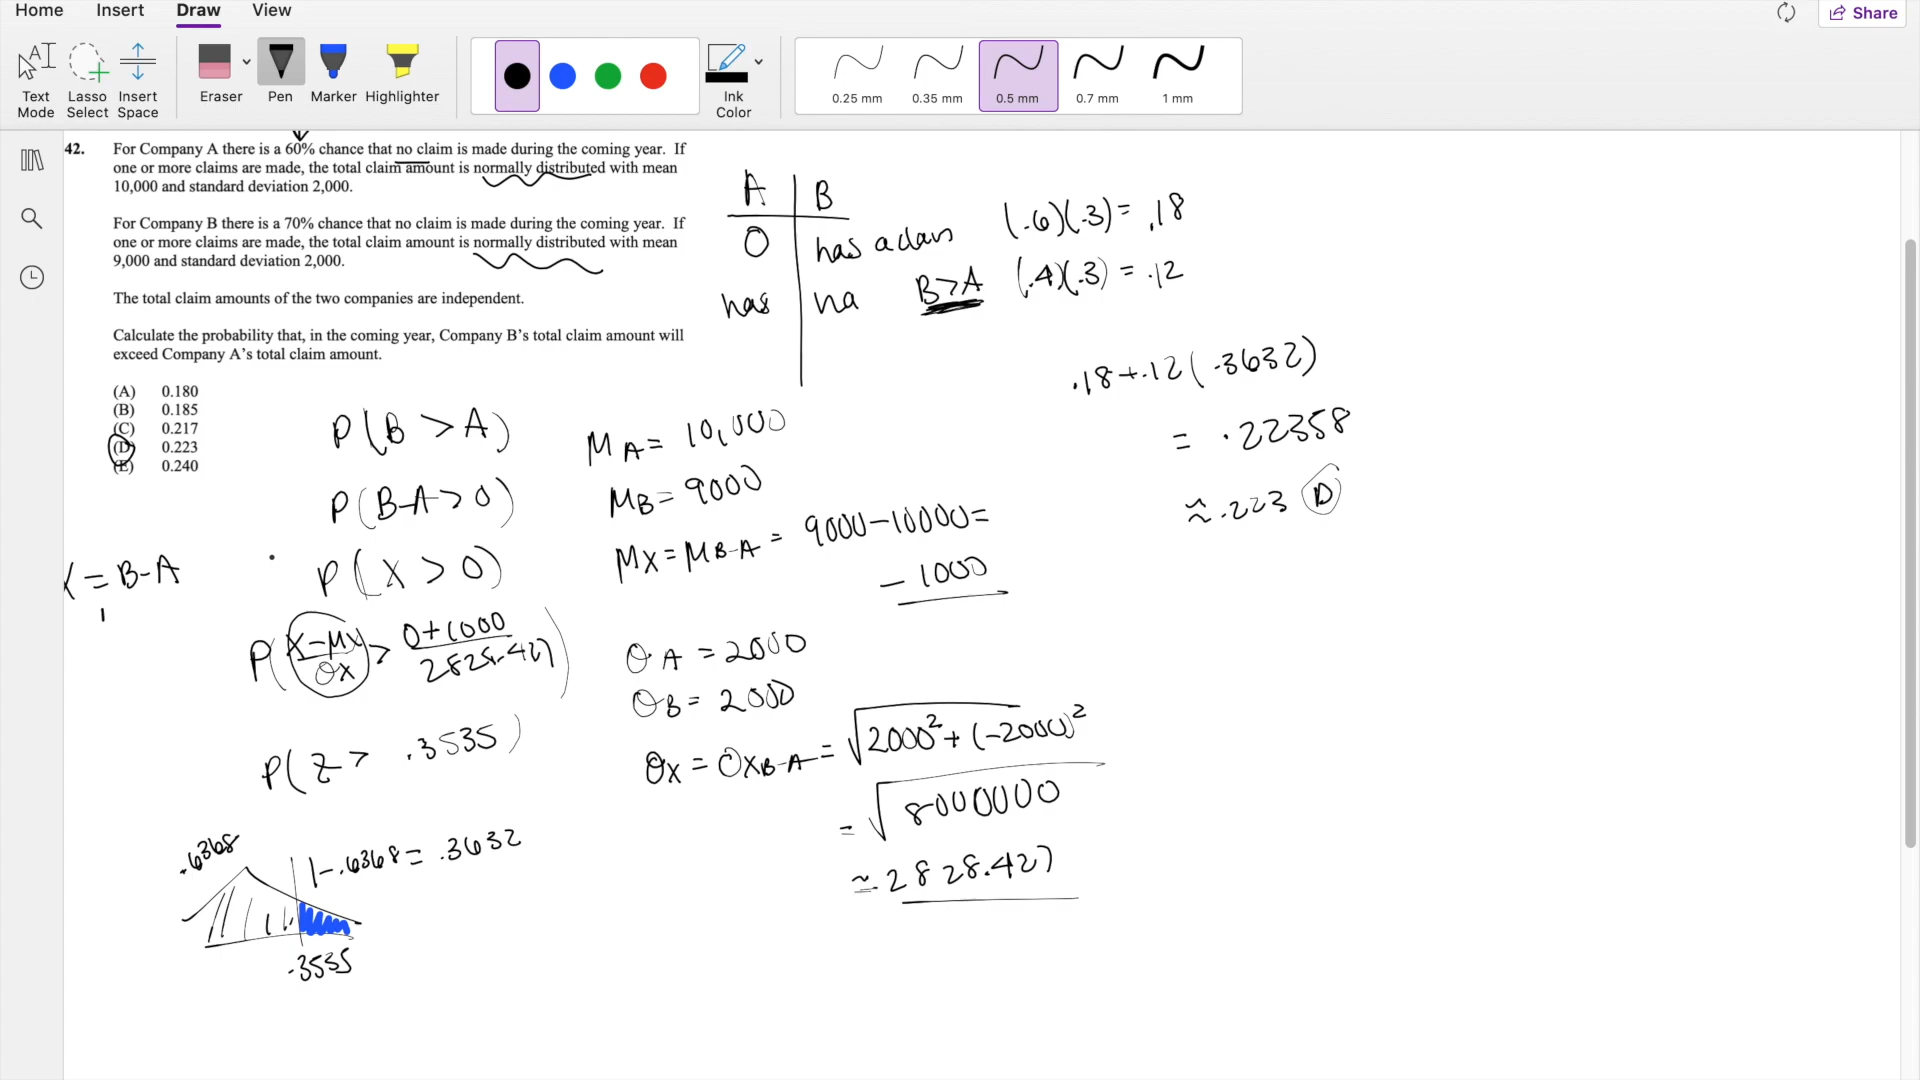 Home Insert Draw View Share
Text Mode
Lasso Select
Insert Space
Eraser
Pen
Marker
Highlighter
Ink Color
0.25 mm
0.35 mm
0.5 mm
0.7 mm
1 mm
42. For Company A there is a 60% chance that no claim is made during the coming year. If
one or more claims are made, the total claim amount is normally distributed with mean
10,000 and standard deviation 2,000.
For Company B there is a 70% chance that no claim is made during the coming year. If
one or more claims are made, the total claim amount is normally distributed with mean
9,000 and standard deviation 2,000.
The total claim amounts of the two companies are independent.
Calculate the probability that, in the coming year, Company B's total claim amount will
exceed Company A's total claim amount.
(A) 0.180
(B) 0.185
(C) 0.217
(D) 0.223
(E) 0.240
A B
0 has a (.6)(.3) = .18
has B>A (.4)(.3) = .12
.18+.12(.3632)
= .22358
≈ .223 D
P(B > A)
P(B-A > 0)
P(X > 0)
= B-A
P(X-μx/σx > 0+1000/2828.427)
P(Z > .3535)
.6368
1-.6368 = .3632
.3535
μA = 10,000
μB = 9000
μX = μB-A = 9000-10000=
-1000
σA = 2000
σB = 2000
σX = σXB-A = √2000²+(-2000)²
= √8000000
≈ 2828.427